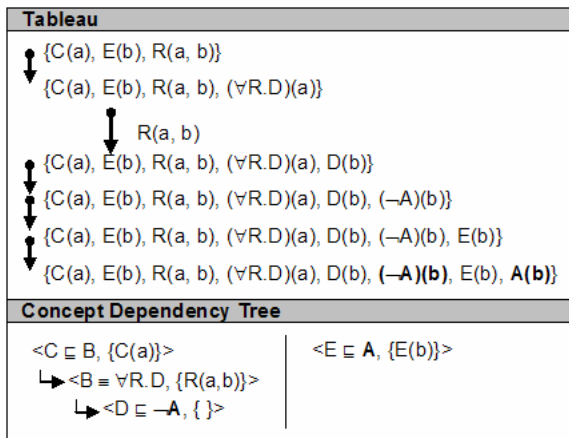 Tableau
{C(a), E(b), R(a, b)}
{C(a), E(b), R(a, b), (∀R.D)(a)}
R(a, b)
{C(a), E(b), R(a, b), (∀R.D)(a), D(b)}
{C(a), E(b), R(a, b), (∀R.D)(a), D(b), (¬A)(b)}
{C(a), E(b), R(a, b), (∀R.D)(a), D(b), (¬A)(b), E(b)}
{C(a), E(b), R(a, b), (∀R.D)(a), D(b), (¬A)(b), E(b), A(b)}
Concept Dependency Tree
<C ⊑ B, {C(a)}>
<B ≡ ∀R.D, {R(a,b)}>
<D ⊑ ¬A, { }>
<E ⊑ A, {E(b)}>